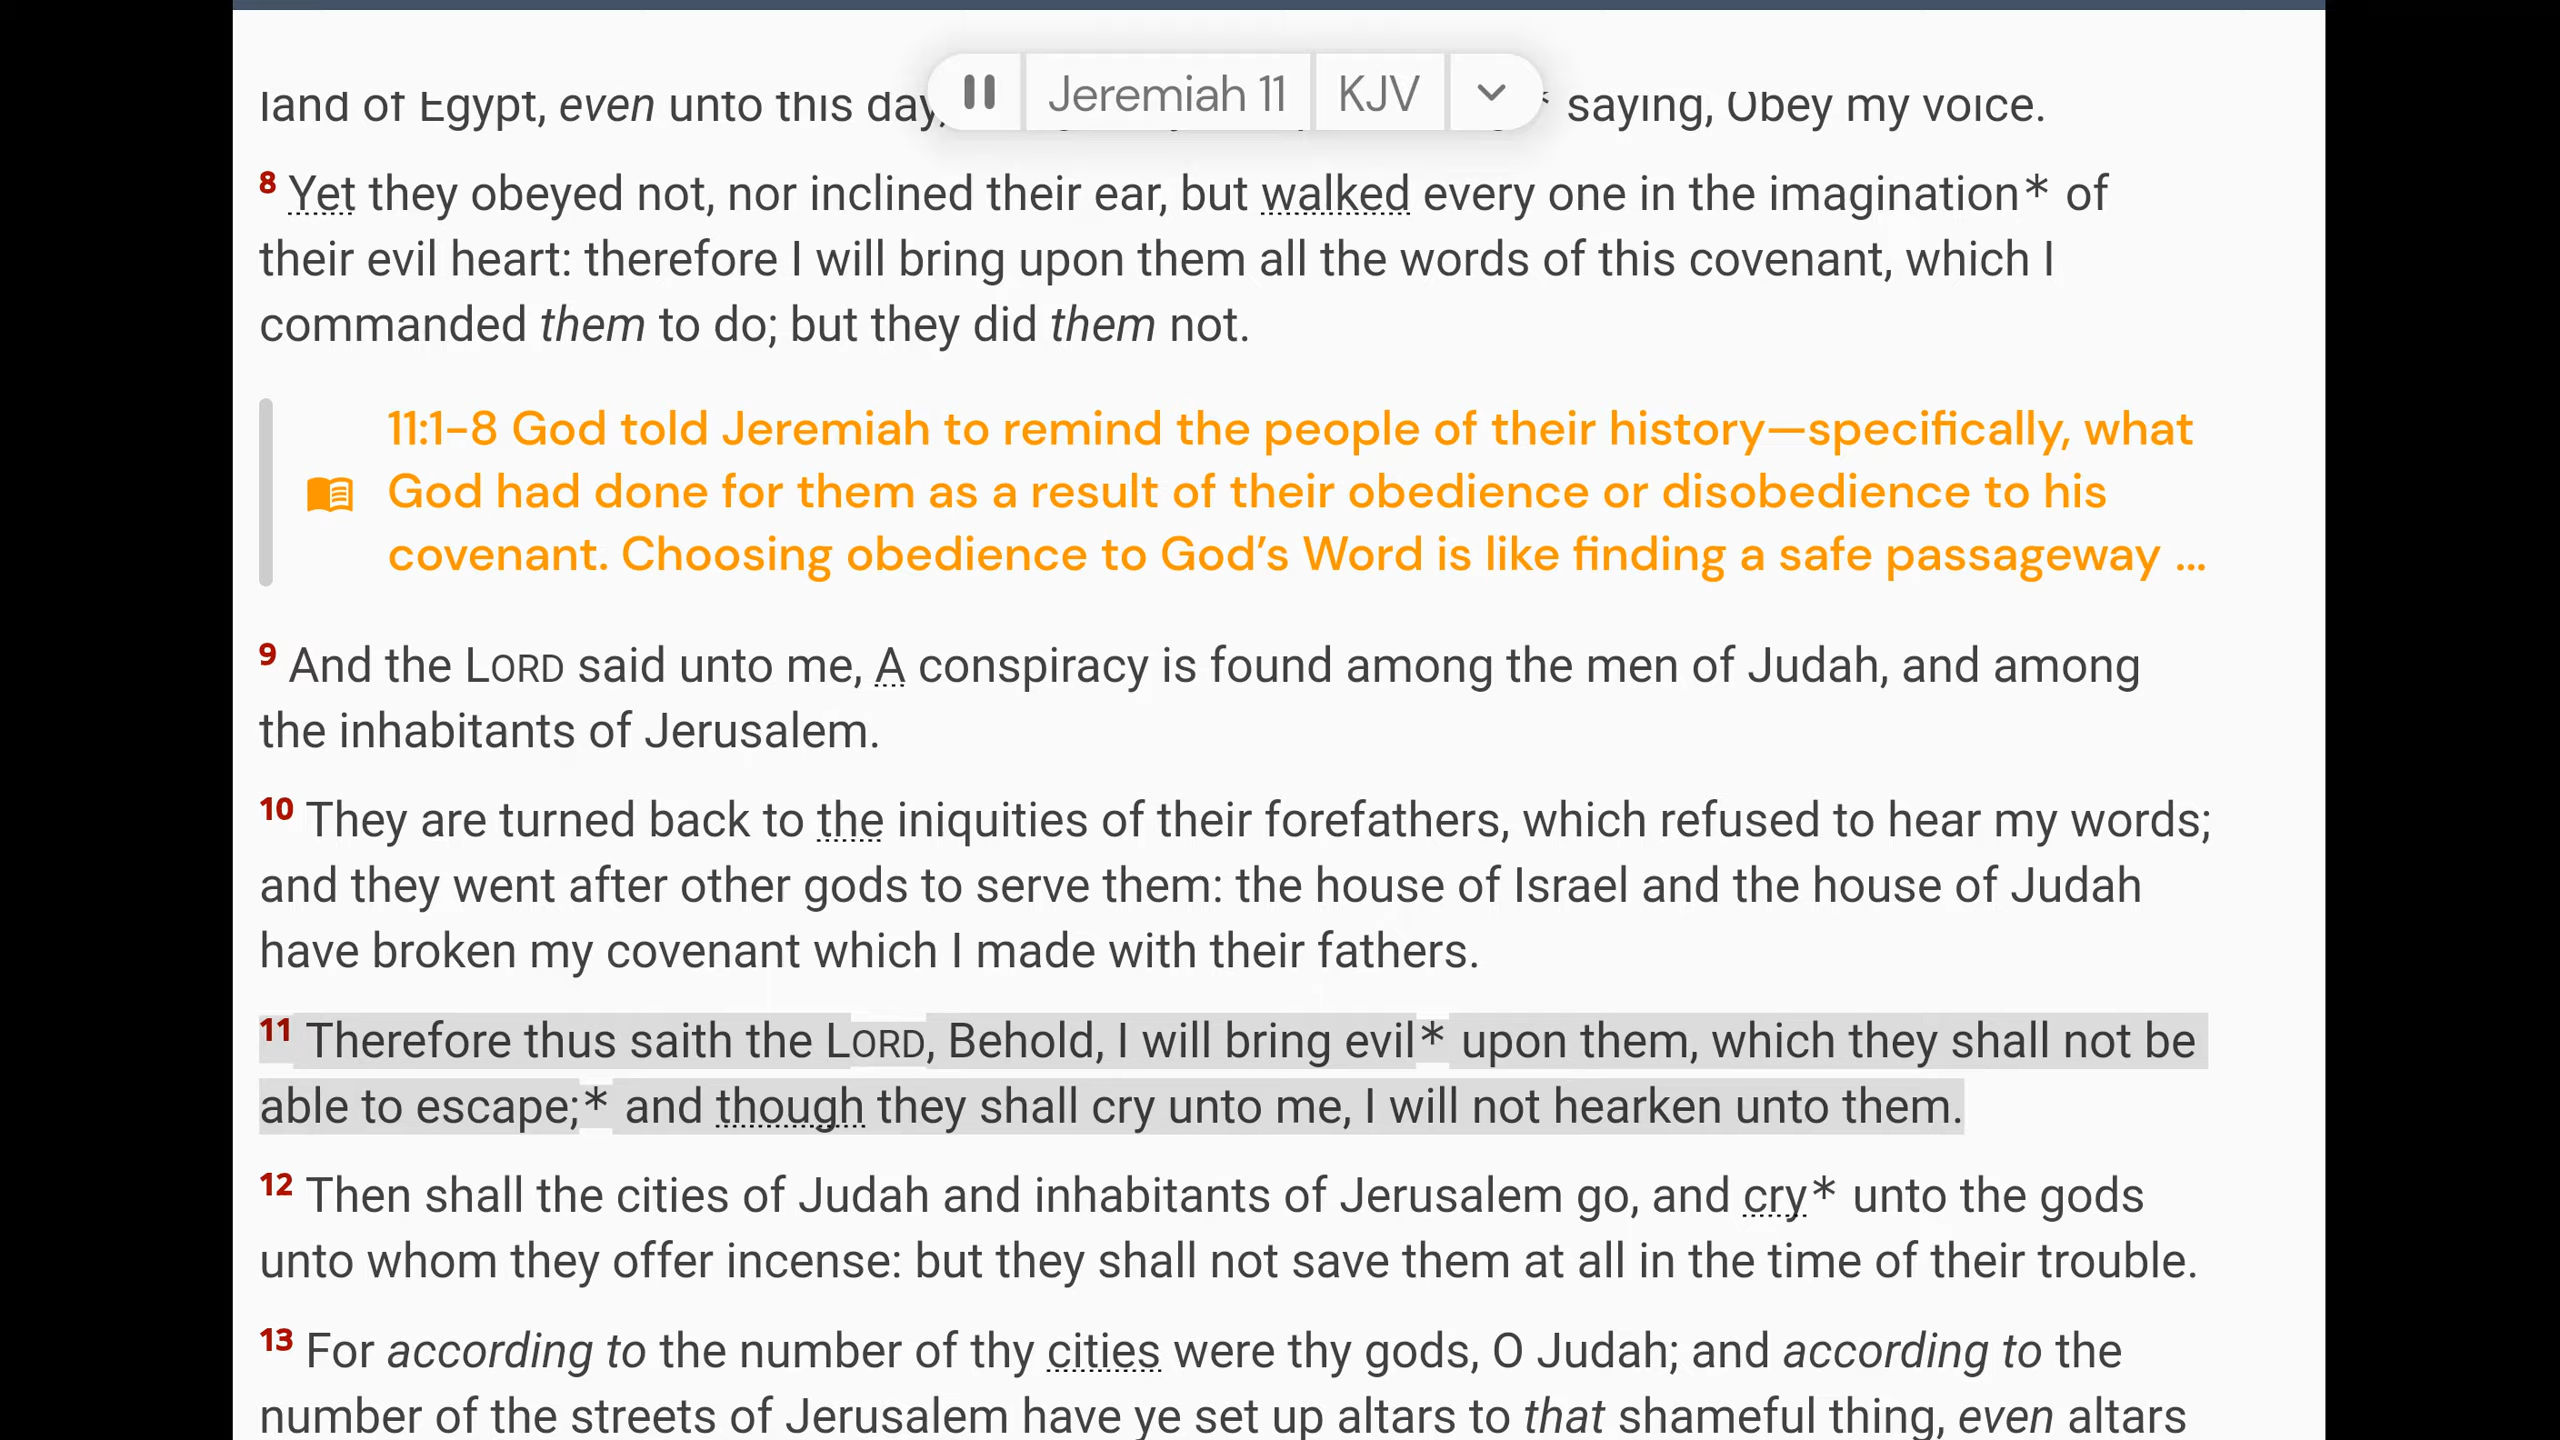 Jeremiah 11 KJV
land of Egypt, even unto this day, saying, Obey my voice.
8 Yet they obeyed not, nor inclined their ear, but walked every one in the imagination* of
their evil heart: therefore I will bring upon them all the words of this covenant, which I
commanded them to do; but they did them not.
11:1–8 God told Jeremiah to remind the people of their history—specifically, what
God had done for them as a result of their obedience or disobedience to his
covenant. Choosing obedience to God’s Word is like finding a safe passageway ...
9 And the LORD said unto me, A conspiracy is found among the men of Judah, and among
the inhabitants of Jerusalem.
10 They are turned back to the iniquities of their forefathers, which refused to hear my words;
and they went after other gods to serve them: the house of Israel and the house of Judah
have broken my covenant which I made with their fathers.
11 Therefore thus saith the LORD, Behold, I will bring evil* upon them, which they shall not be
able to escape;* and though they shall cry unto me, I will not hearken unto them.
12 Then shall the cities of Judah and inhabitants of Jerusalem go, and cry* unto the gods
unto whom they offer incense: but they shall not save them at all in the time of their trouble.
13 For according to the number of thy cities were thy gods, O Judah; and according to the
number of the streets of Jerusalem have ye set up altars to that shameful thing, even altars